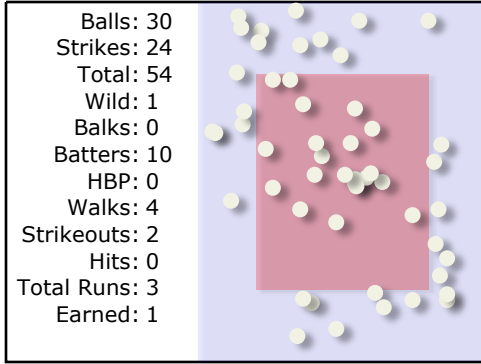 Balls: 30
Strikes: 24
Total: 54
Wild: 1
Balks: 0
Batters: 10
HBP: 0
Walks: 4
Strikeouts: 2
Hits: 0
Total Runs: 3
Earned: 1